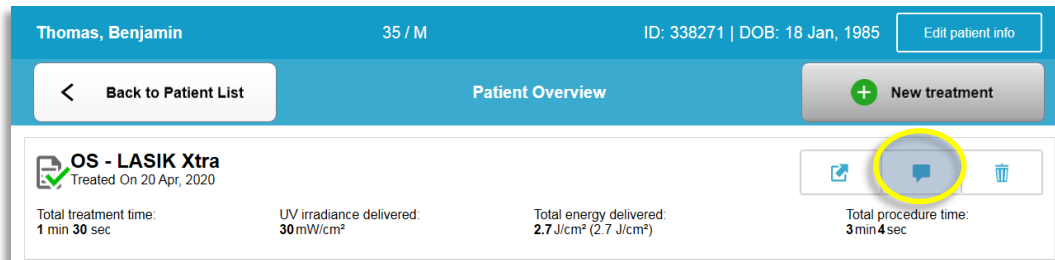 Thomas, Benjamin 35 / M ID: 338271 | DOB: 18 Jan, 1985 Edit patient info
Back to Patient List Patient Overview New treatment
OS - LASIK Xtra
Treated On 20 Apr, 2020
Total treatment time: UV irradiance delivered: Total energy delivered: Total procedure time:
1 min 30 sec 30 mW/cm² 2.7 J/cm² (2.7 J/cm²) 3 min 4 sec